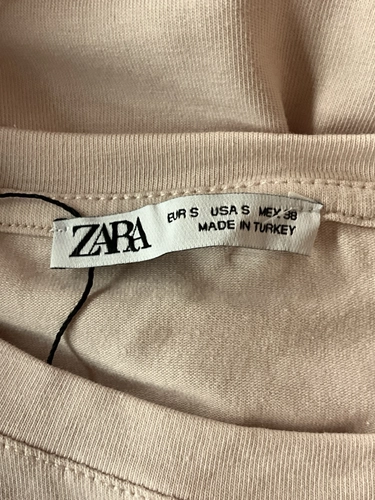 ZARA
EUR S USA S MEX 38
MADE IN TURKEY